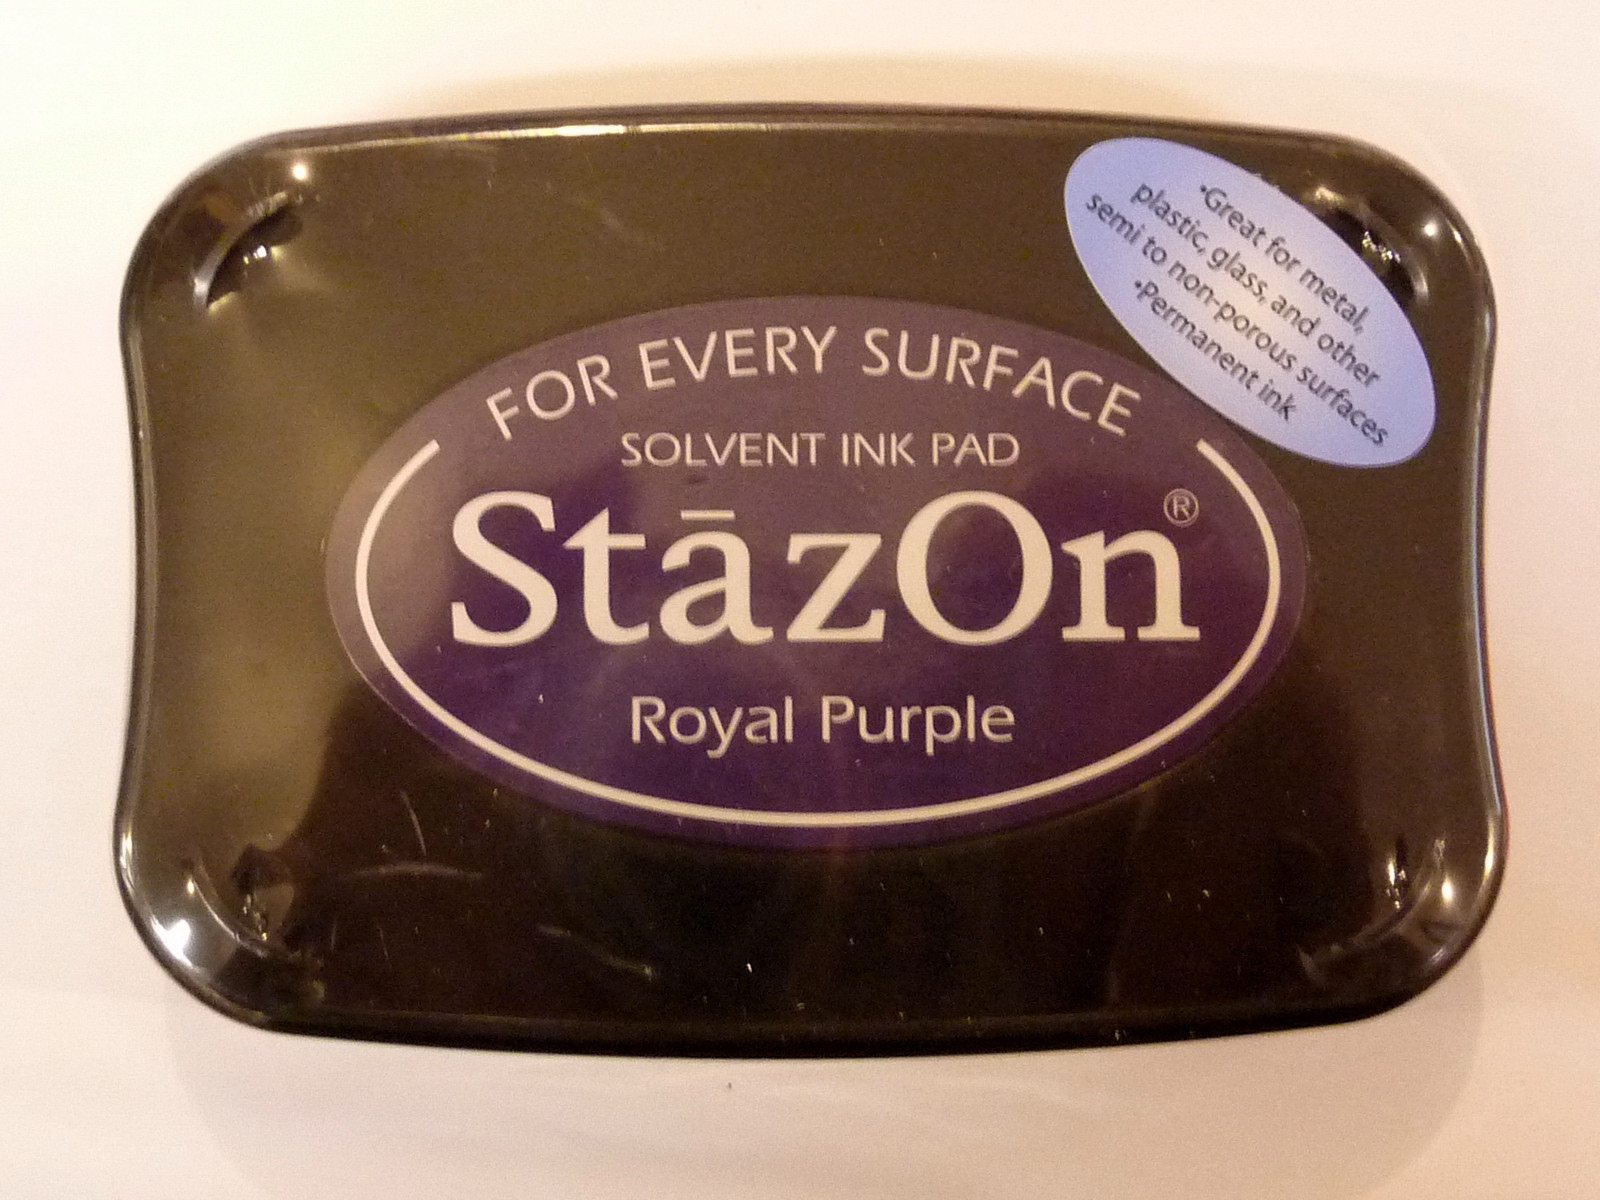 •Great for metal,
plastic, glass, and other
semi to non-porous surfaces
•Permanent ink
FOR EVERY SURFACE
SOLVENT INK PAD
StāzOn®
Royal Purple